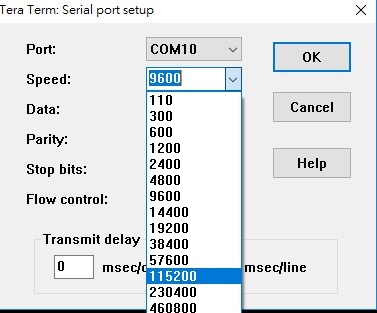 Tera Term: Serial port setup
Port: COM10 OK
Speed: 9600
110
Data: Cancel
300
600
Parity:
1200
2400
Stop bits: Help
4800
9600
Flow control:
14400
19200
Transmit delay
38400
57600
0 msec/ msec/line
115200
230400
460800